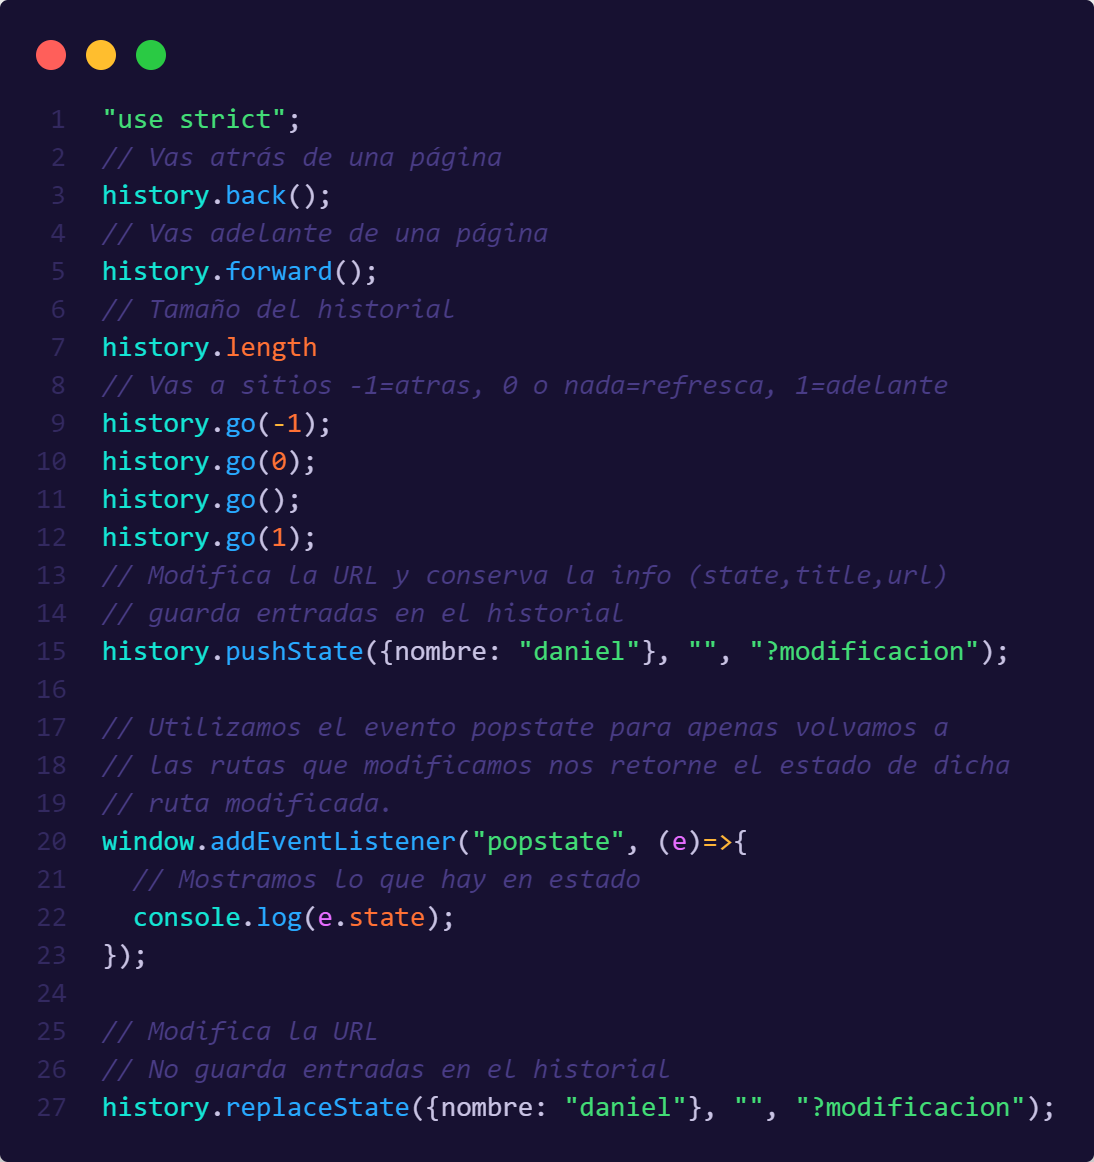 1 "use strict";
2 // Vas atrás de una página
3 history.back();
4 // Vas adelante de una página
5 history.forward();
6 // Tamaño del historial
7 history.length
8 // Vas a sitios -1=atras, 0 o nada=refresca, 1=adelante
9 history.go(-1);
10 history.go(0);
11 history.go();
12 history.go(1);
13 // Modifica la URL y conserva la info (state,title,url)
14 // guarda entradas en el historial
15 history.pushState({nombre: "daniel"}, "", "?modificacion");
16
17 // Utilizamos el evento popstate para apenas volvamos a
18 // las rutas que modificamos nos retorne el estado de dicha
19 // ruta modificada.
20 window.addEventListener("popstate", (e)=>{
21   // Mostramos lo que hay en estado
22   console.log(e.state);
23 });
24
25 // Modifica la URL
26 // No guarda entradas en el historial
27 history.replaceState({nombre: "daniel"}, "", "?modificacion");